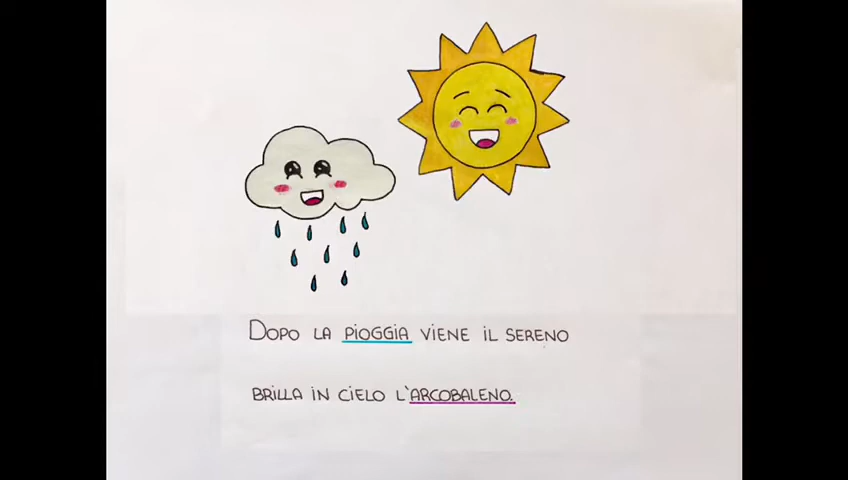 DOPO LA PIOGGIA VIENE IL SERENO
BRILLA IN CIELO L'ARCOBALENO.